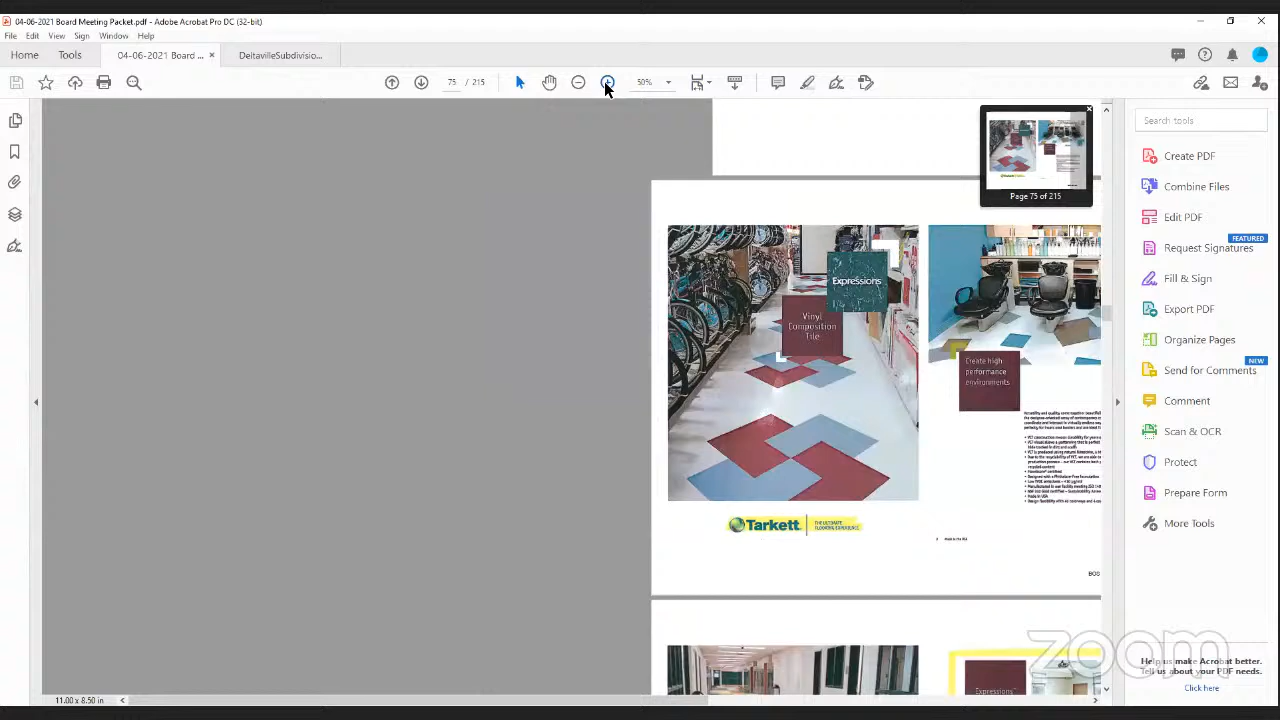 04-06-2021 Board Meeting Packet.pdf - Adobe Acrobat Pro DC (32-bit)
File Edit View Sign Window Help
Home Tools 04-06-2021 Board ... × DeltavilleSubdivisio...
75 / 215 50%
Page 75 of 215
Expressions
Vinyl
Composition
Tile
Create high
performance
environments
Tarkett THE ULTIMATE
FLOORING EXPERIENCE
Made in the USA
BOS
Expressions
11.00 x 8.50 in
Search tools
Create PDF
Combine Files
Edit PDF
FEATURED
Request Signatures
Fill & Sign
Export PDF
Organize Pages
NEW
Send for Comments
Comment
Scan & OCR
Protect
Prepare Form
More Tools
Help us make Acrobat better.
Tell us about your PDF needs.
Click here
zoom